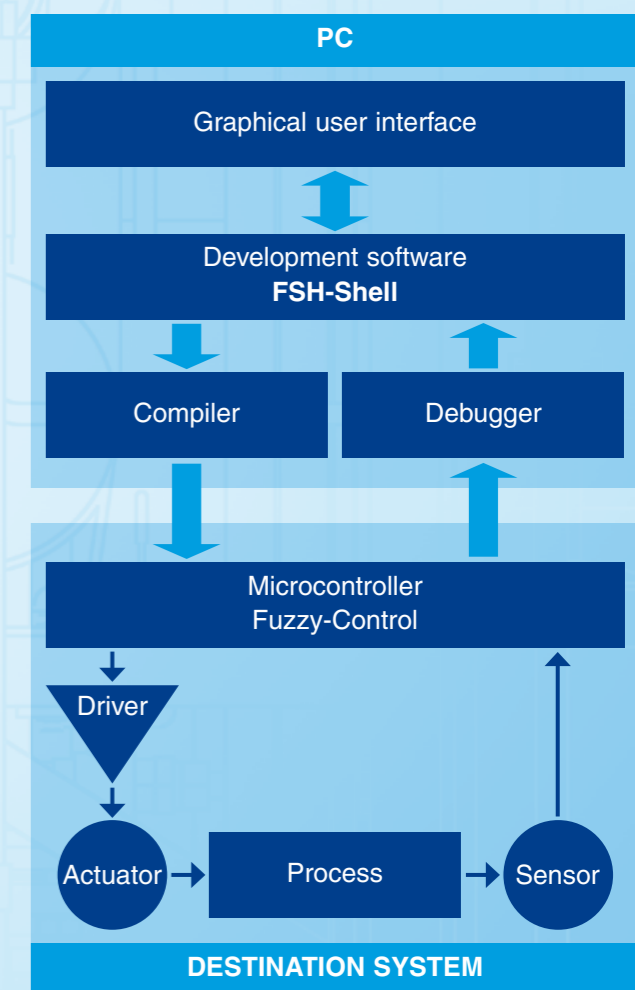 PC
Graphical user interface
Development software
FSH-Shell
Compiler
Debugger
Microcontroller
Fuzzy-Control
Driver
Actuator
Process
Sensor
DESTINATION SYSTEM